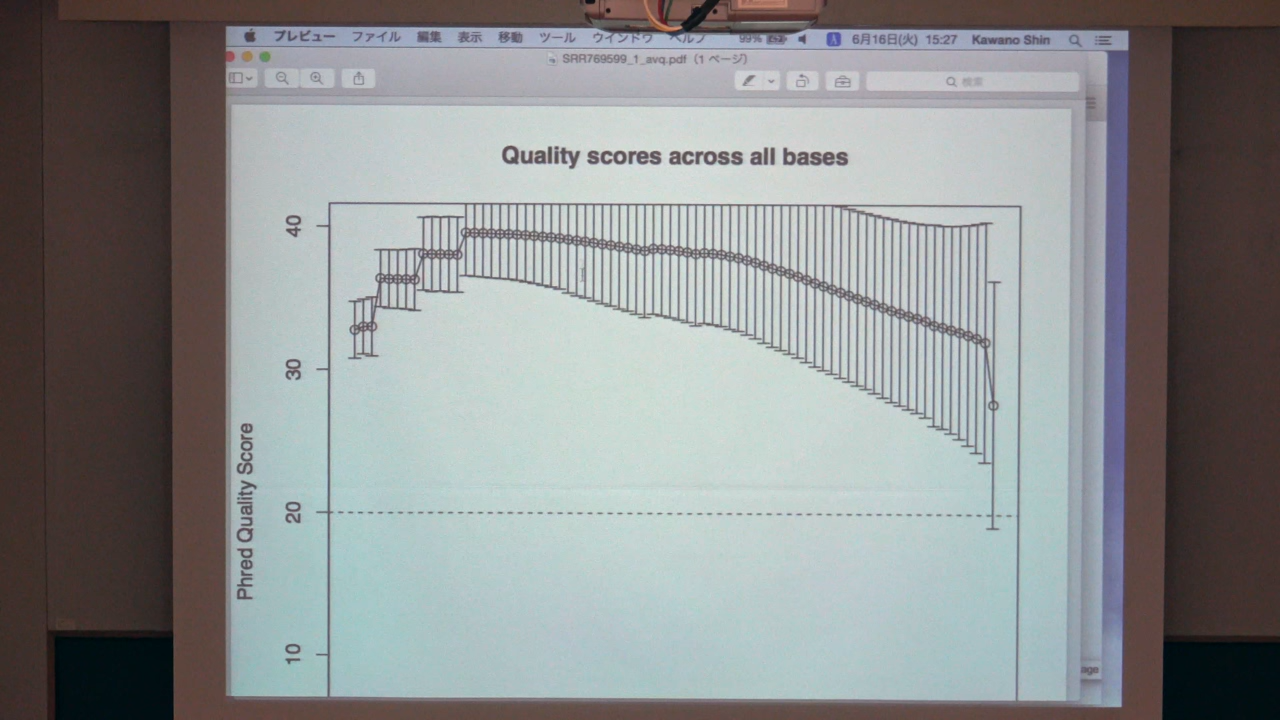 プレビュー ファイル 編集 表示 移動 ツール ウインドウ ヘルプ 99% 6月16日(火) 15:27 Kawano Shin
SRR769599_1_avq.pdf (1 ページ)
検索
Quality scores across all bases
40
30
20
10
Phred Quality Score
age